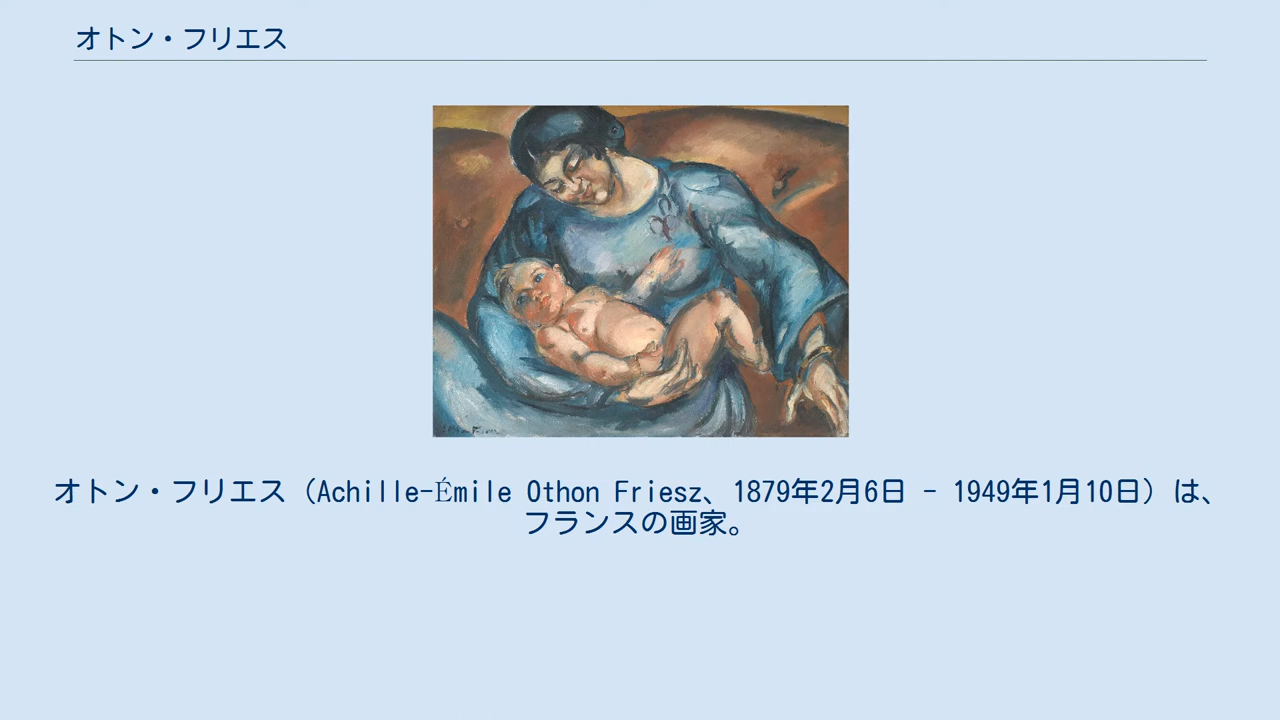 オトン・フリエス
オトン・フリエス（Achille-Émile Othon Friesz、1879年2月6日 - 1949年1月10日）は、
フランスの画家。